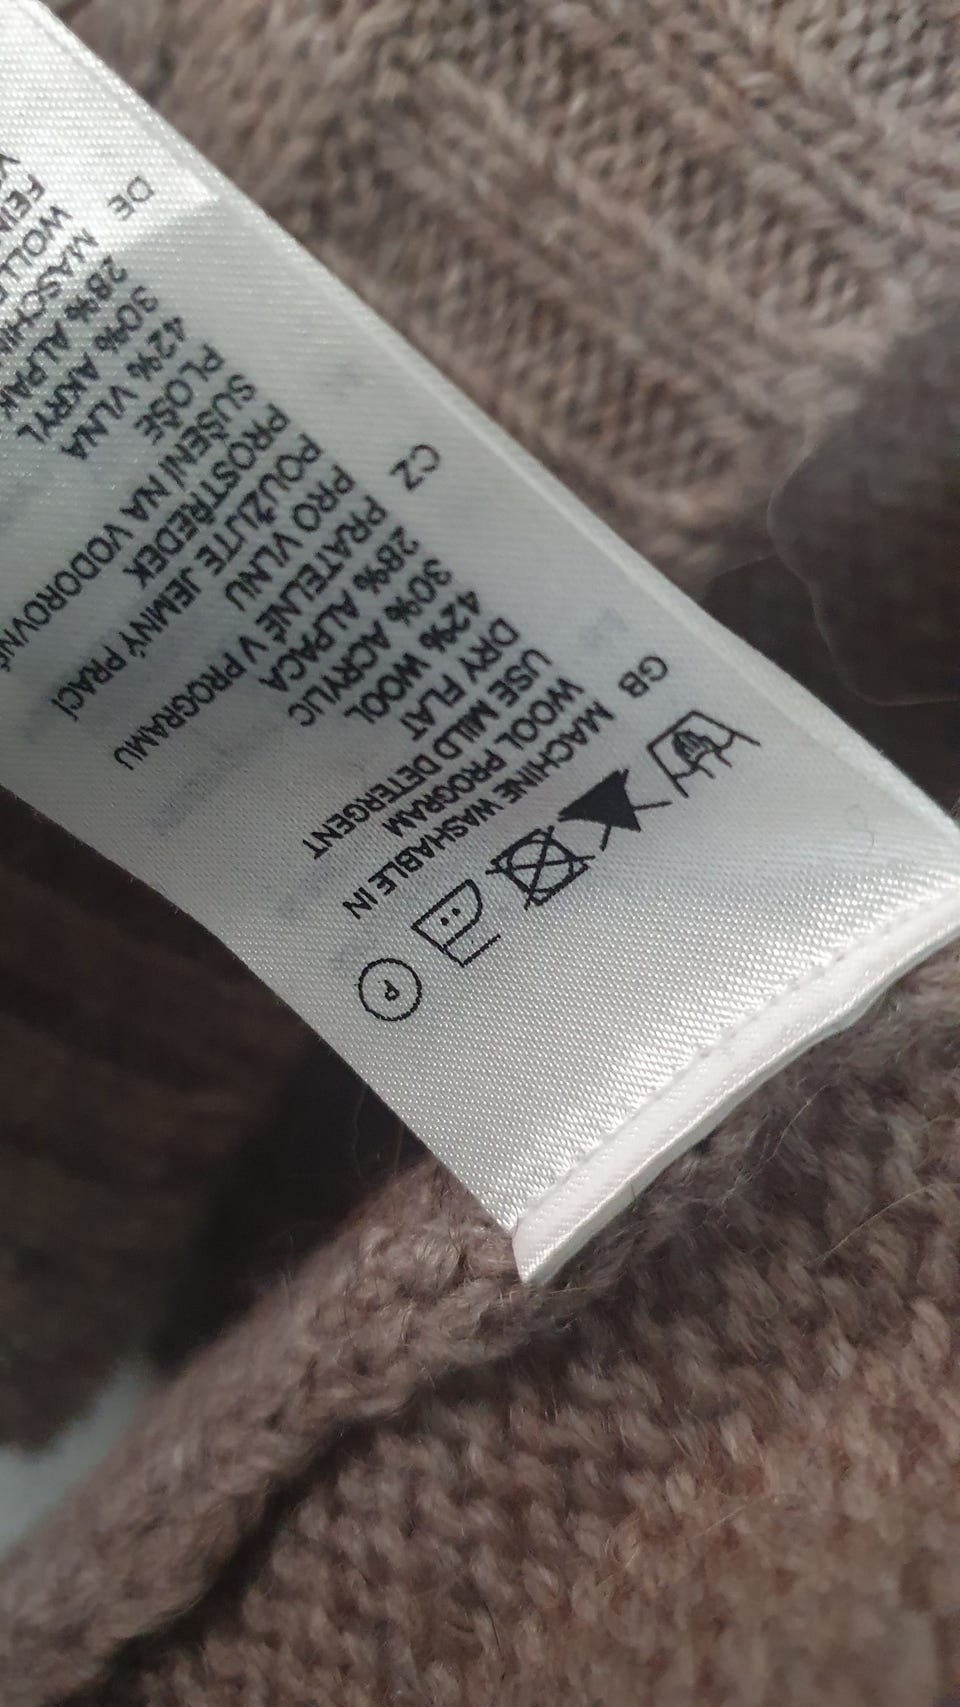 GB
MACHINE WASHABLE IN
WOOL PROGRAM
USE MILD DETERGENT
DRY FLAT
42% WOOL
30% ACRYLIC
28% ALPACA
CZ
PRATELNÉ V PROGRAMU
PRO VLNU
POUŽIJTE JEMNÝ PRACÍ
PROSTŘEDEK
SUŠENÍ NA VODOROVNÉ
PLOŠE
42% VLNA
30% AKRYL
28% ALPAK
DE
P